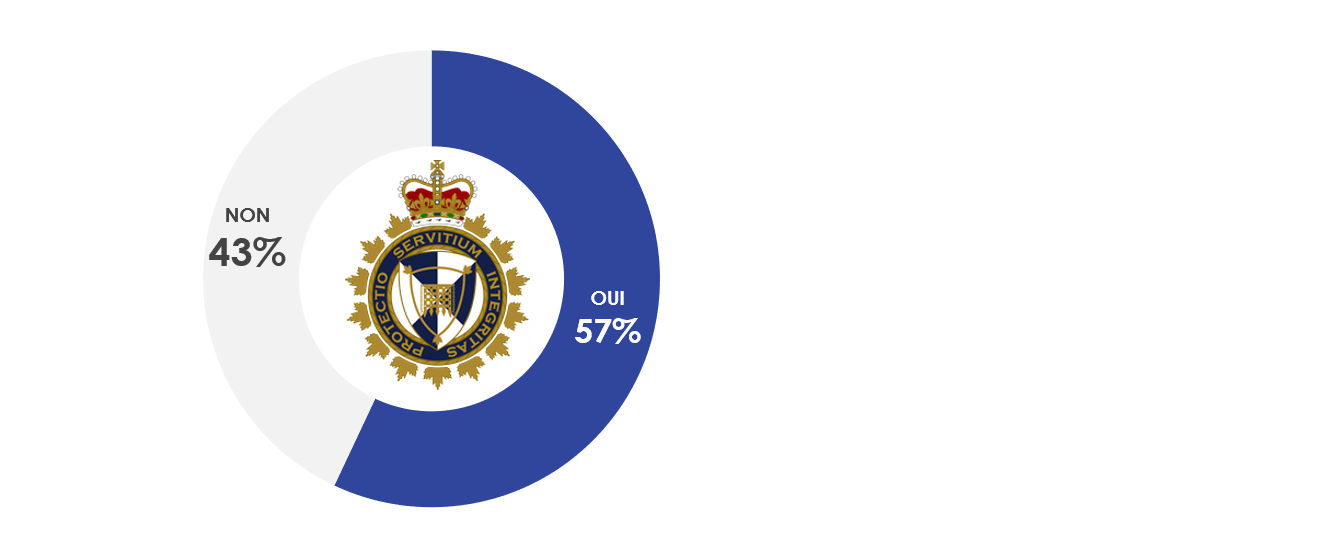 NON
43%
OUI
57%
PROTECTIO SERVITIUM INTEGRITAS